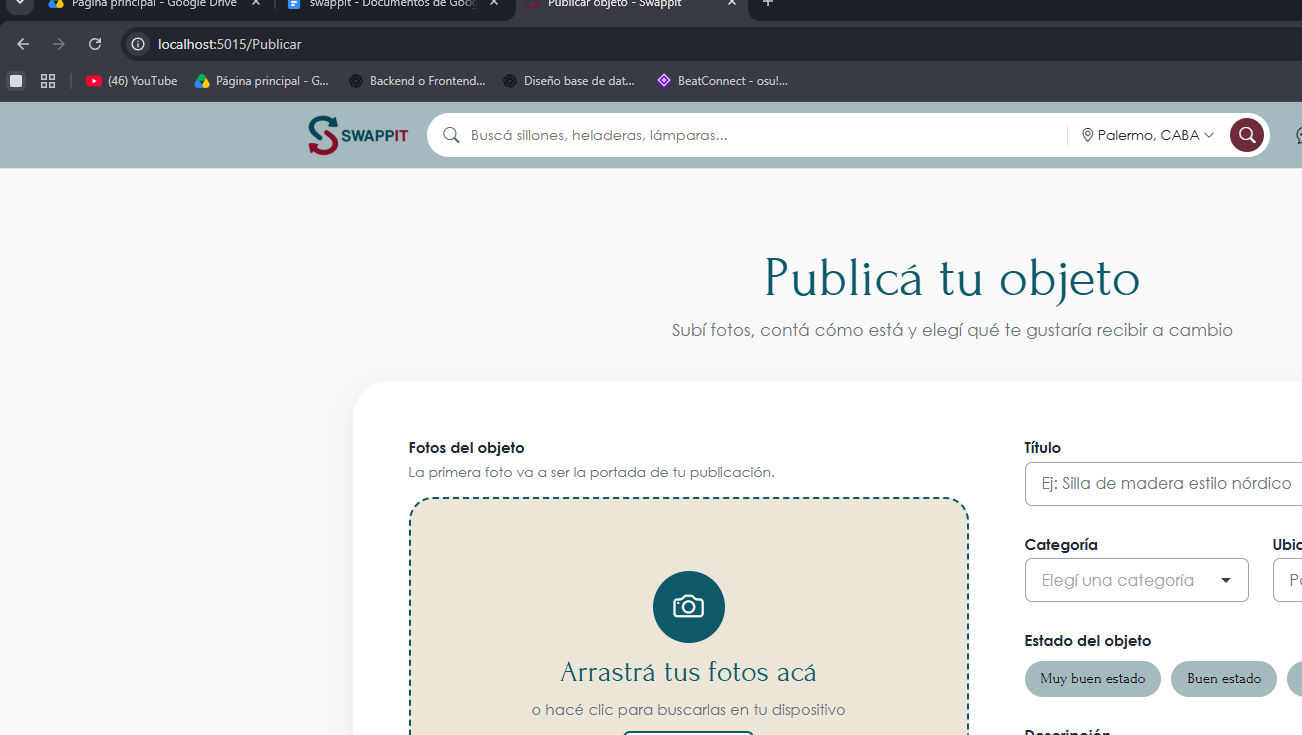 Página principal - Google Drive
swappit - Documentos de Goog
Publicar objeto - Swappit
localhost:5015/Publicar
(46) YouTube
Página principal - G...
Backend o Frontend...
Diseño base de dat...
BeatConnect - osu!...
SWAPPIT
Buscá sillones, heladeras, lámparas...
Palermo, CABA
Publicá tu objeto
Subí fotos, contá cómo está y elegí qué te gustaría recibir a cambio
Fotos del objeto
La primera foto va a ser la portada de tu publicación.
Arrastrá tus fotos acá
o hacé clic para buscarlas en tu dispositivo
Título
Ej: Silla de madera estilo nórdico
Categoría
Ubic
Elegí una categoría
Estado del objeto
Muy buen estado
Buen estado
Descripción